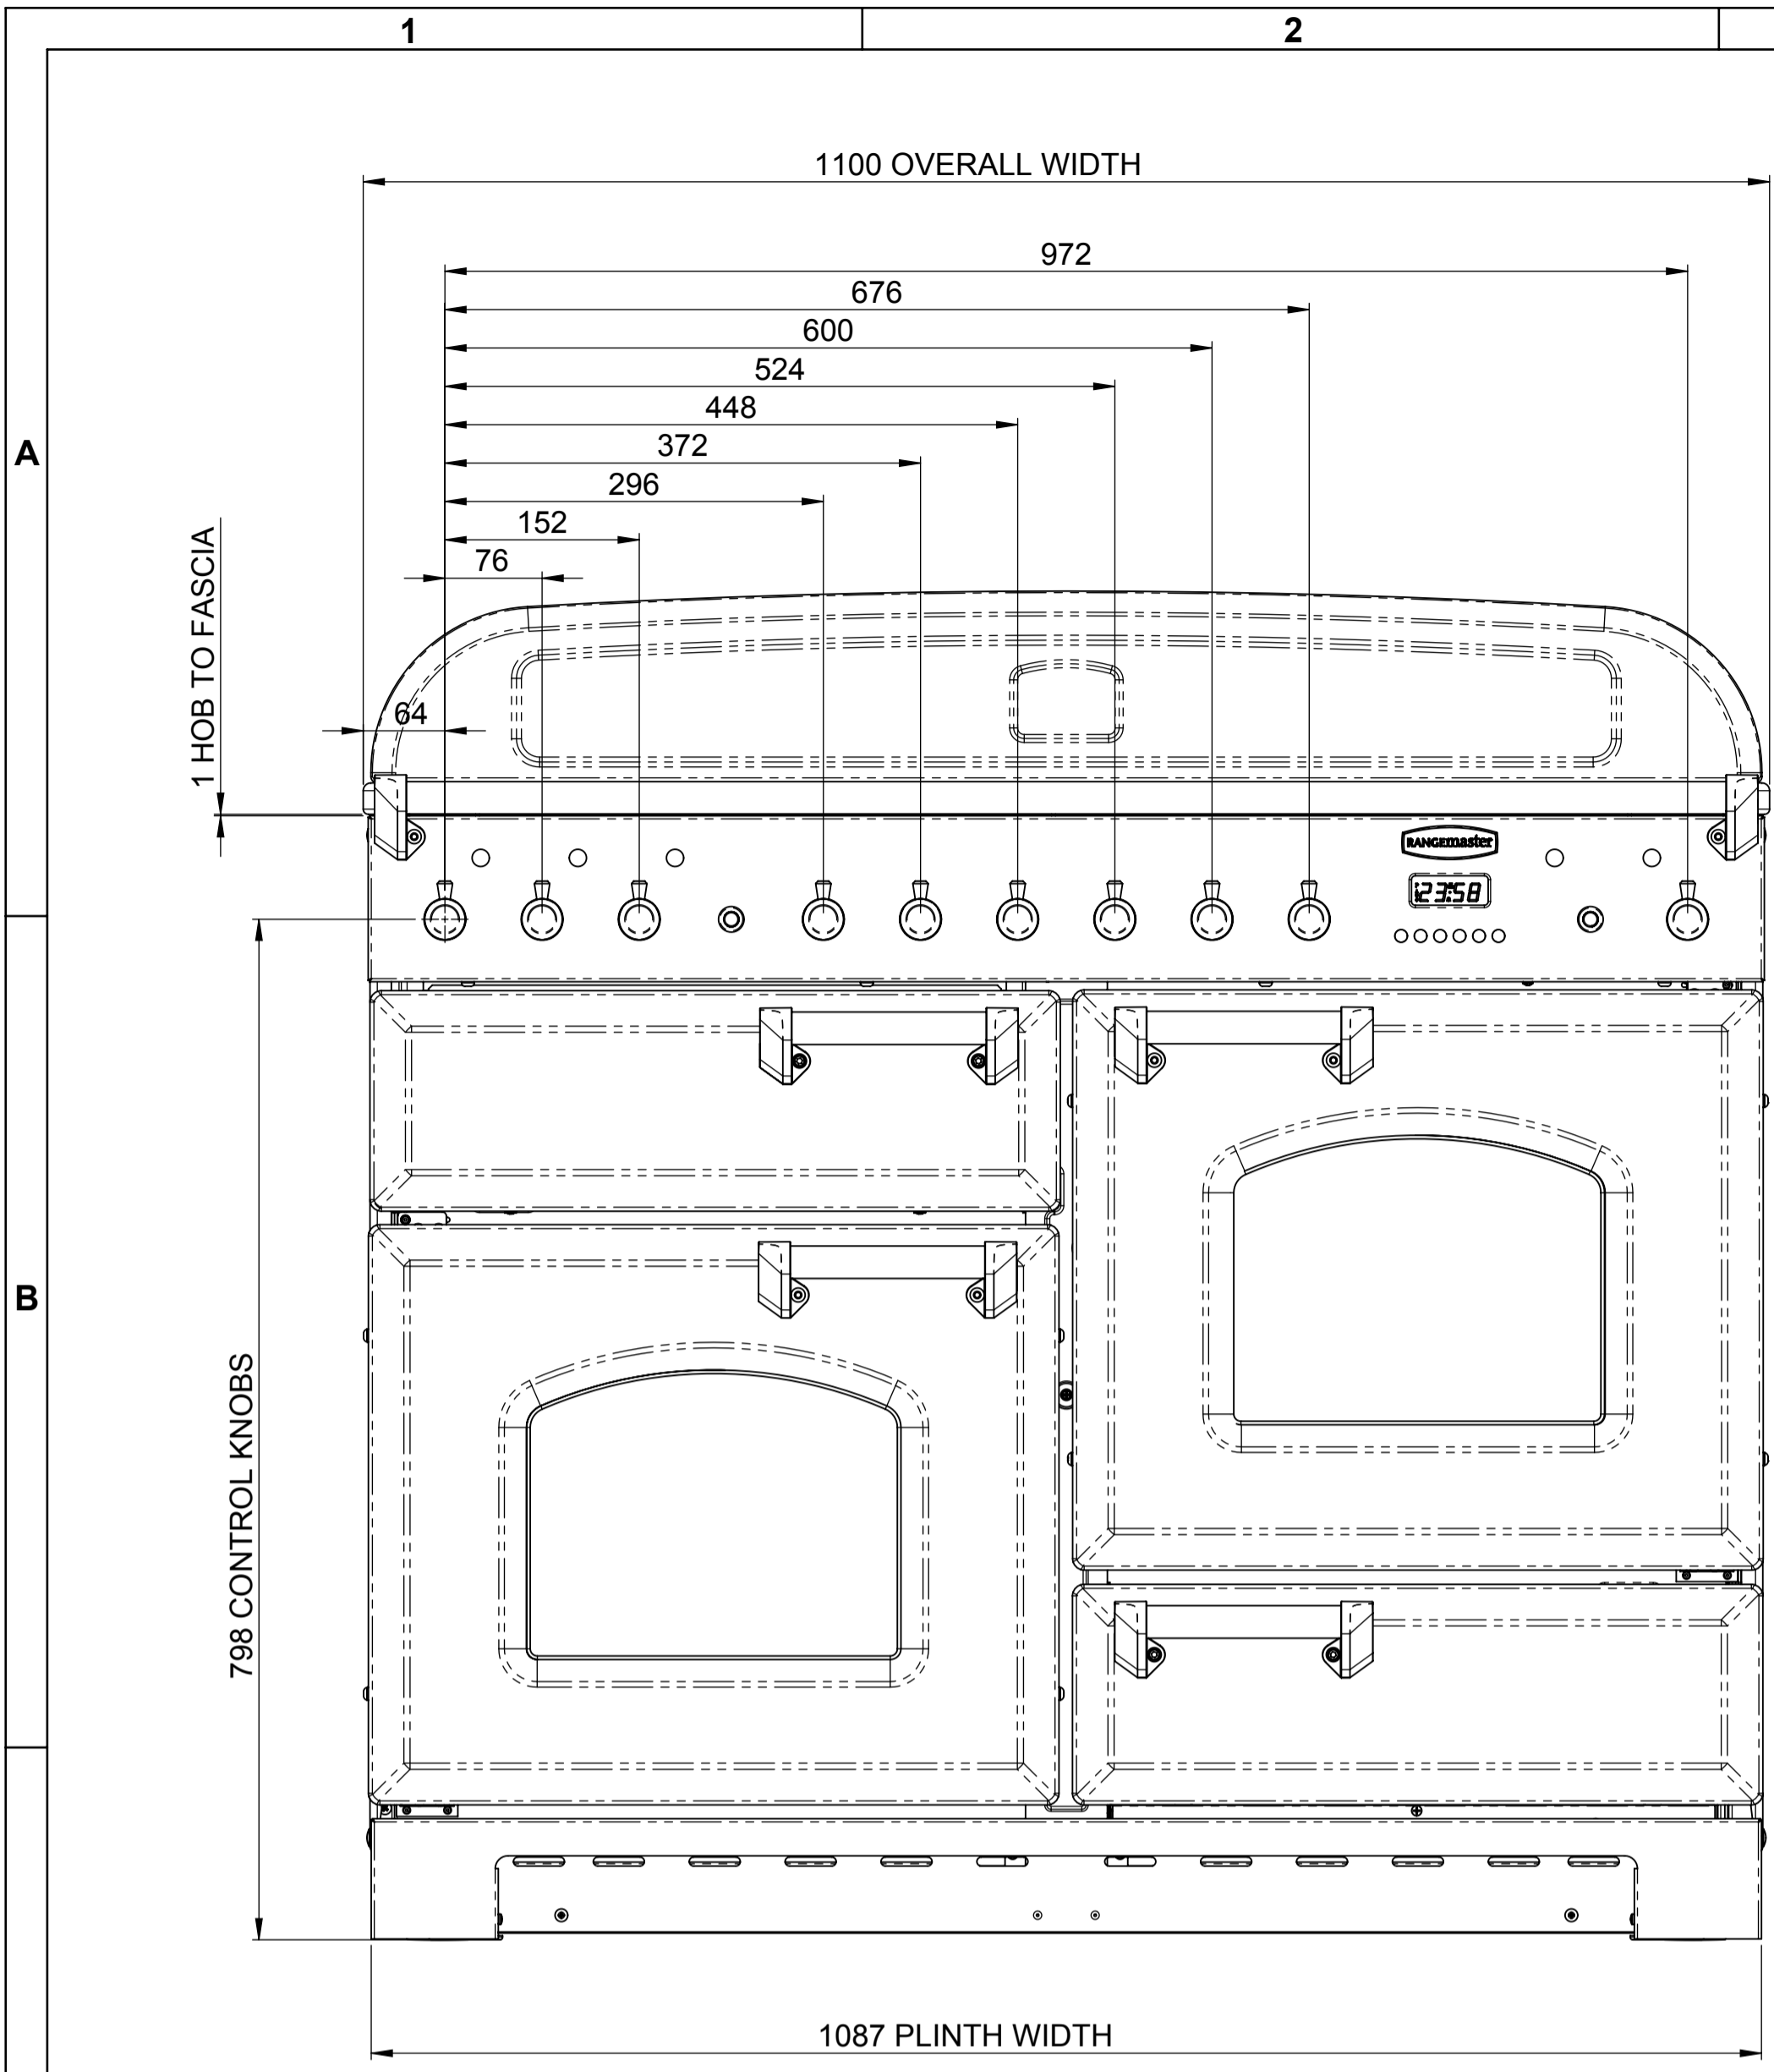 1
2
1100 OVERALL WIDTH
972
676
600
524
448
A
372
296
152
1 HOB TO FASCIA
76
64
RANGEmaster
23:58
B
798 CONTROL KNOBS
1087 PLINTH WIDTH